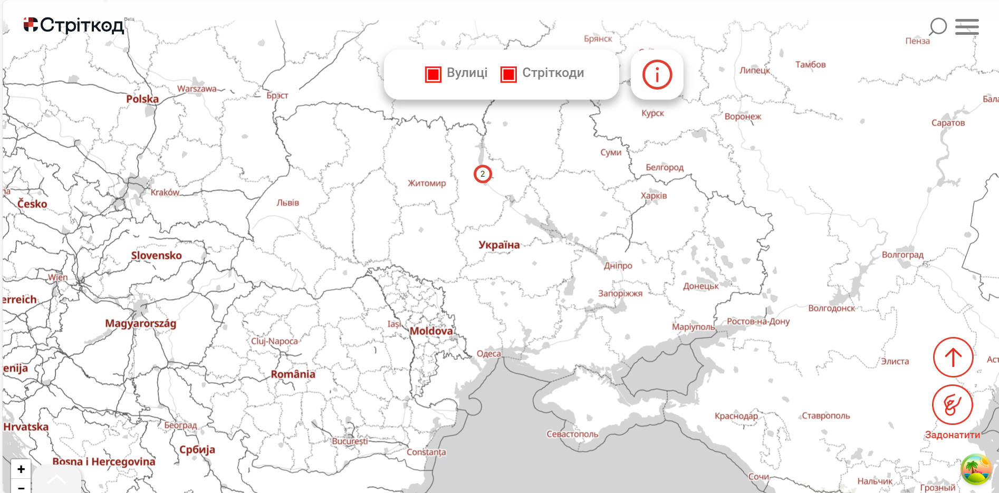 Стріткод Beta
Брянск
Пенза
Вулиці Стріткоди
Липецк
Тамбов
Warszawa
Polska
Брэст
Курск
Воронеж
Саратов
Суми
Белгород
2
Житомир
Kraków
Česko
Львів
Харків
Україна
Slovensko
Волгоград
Wien
Дніпро
Донецьк
Запоріжжя
erreich
Волгодонск
Magyarország
Iași
Moldova
Маріуполь
Ростов-на-Дону
Cluj-Napoca
Одеса
Элиста
Аст
enija
România
Hrvatska
Београд
Краснодар
Ставрополь
Севастополь
Задонатити
București
Србија
Constanța
Bosna i Hercegovina
+
Сочи
Нальчик
Грозный
−